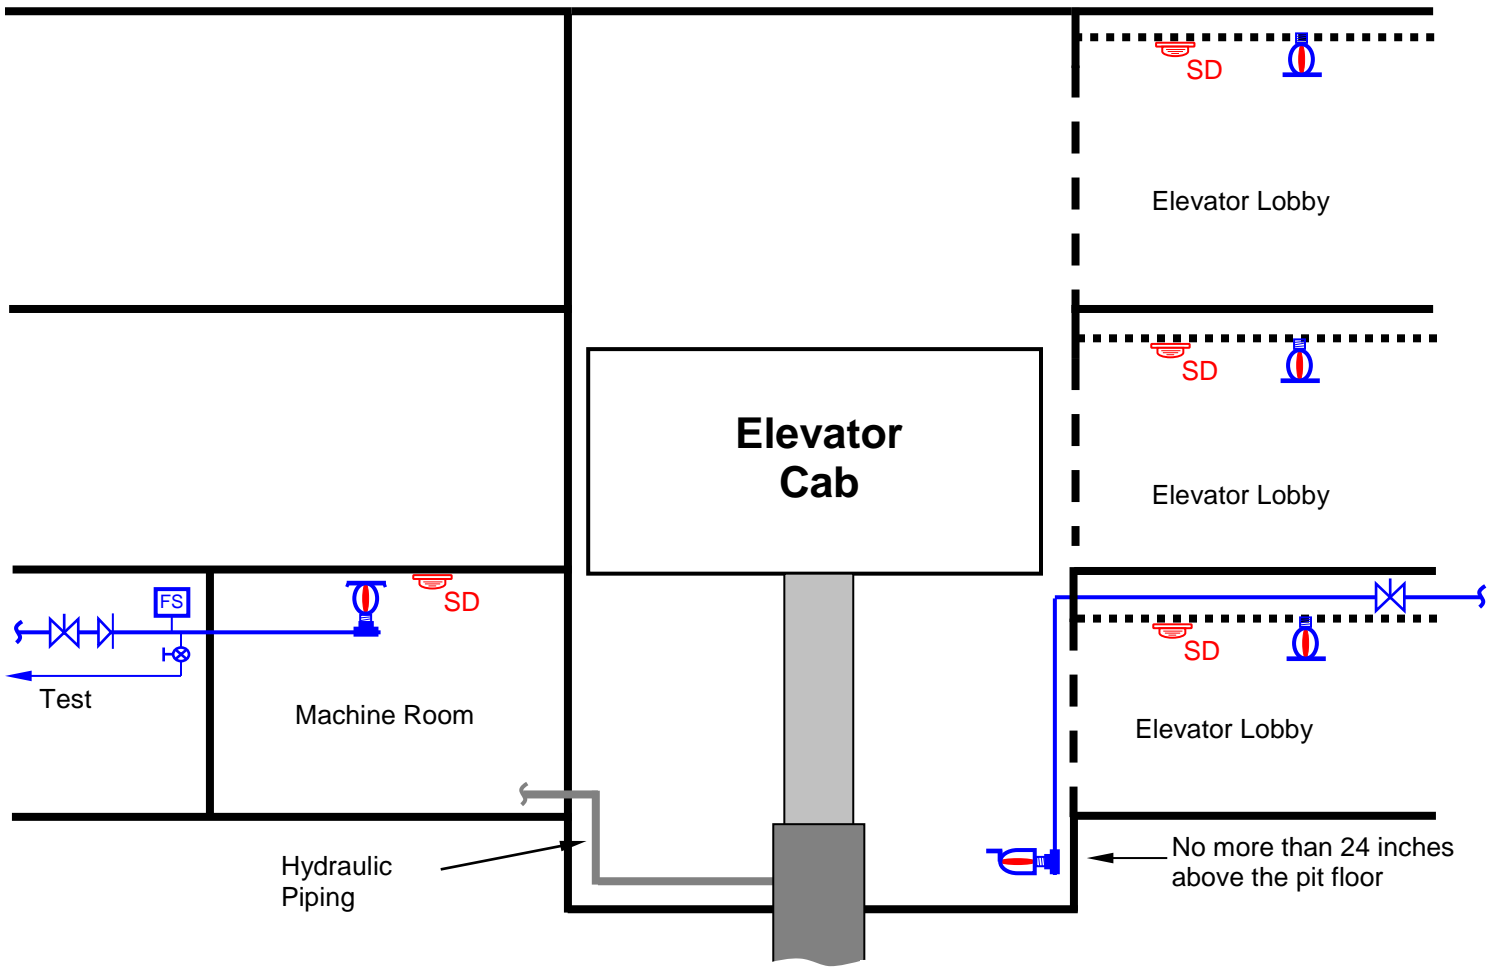 SD
Elevator Lobby
SD
Elevator
Cab
Elevator Lobby
FS
SD
SD
Test
Machine Room
Elevator Lobby
Hydraulic
Piping
No more than 24 inches
above the pit floor